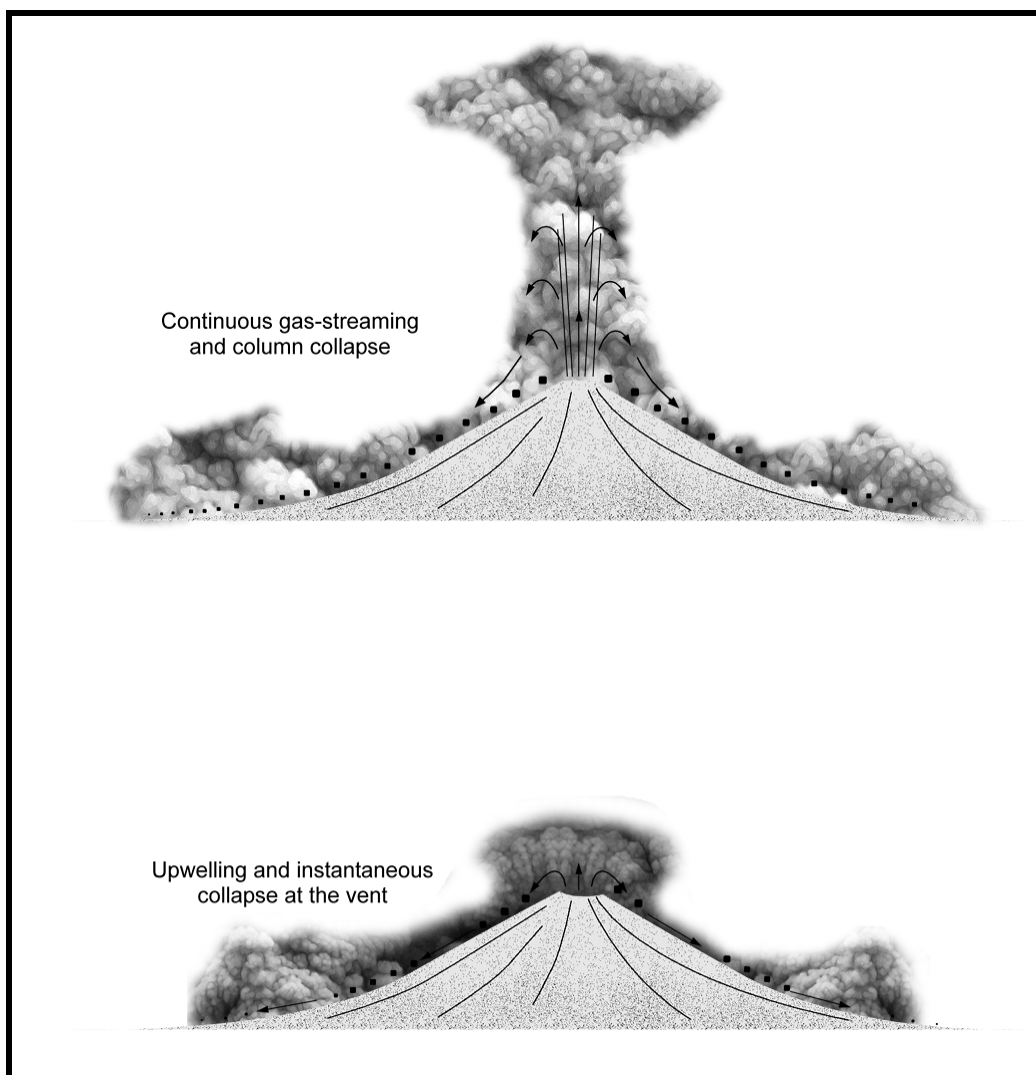 Continuous gas-streaming
and column collapse
Upwelling and instantaneous
collapse at the vent